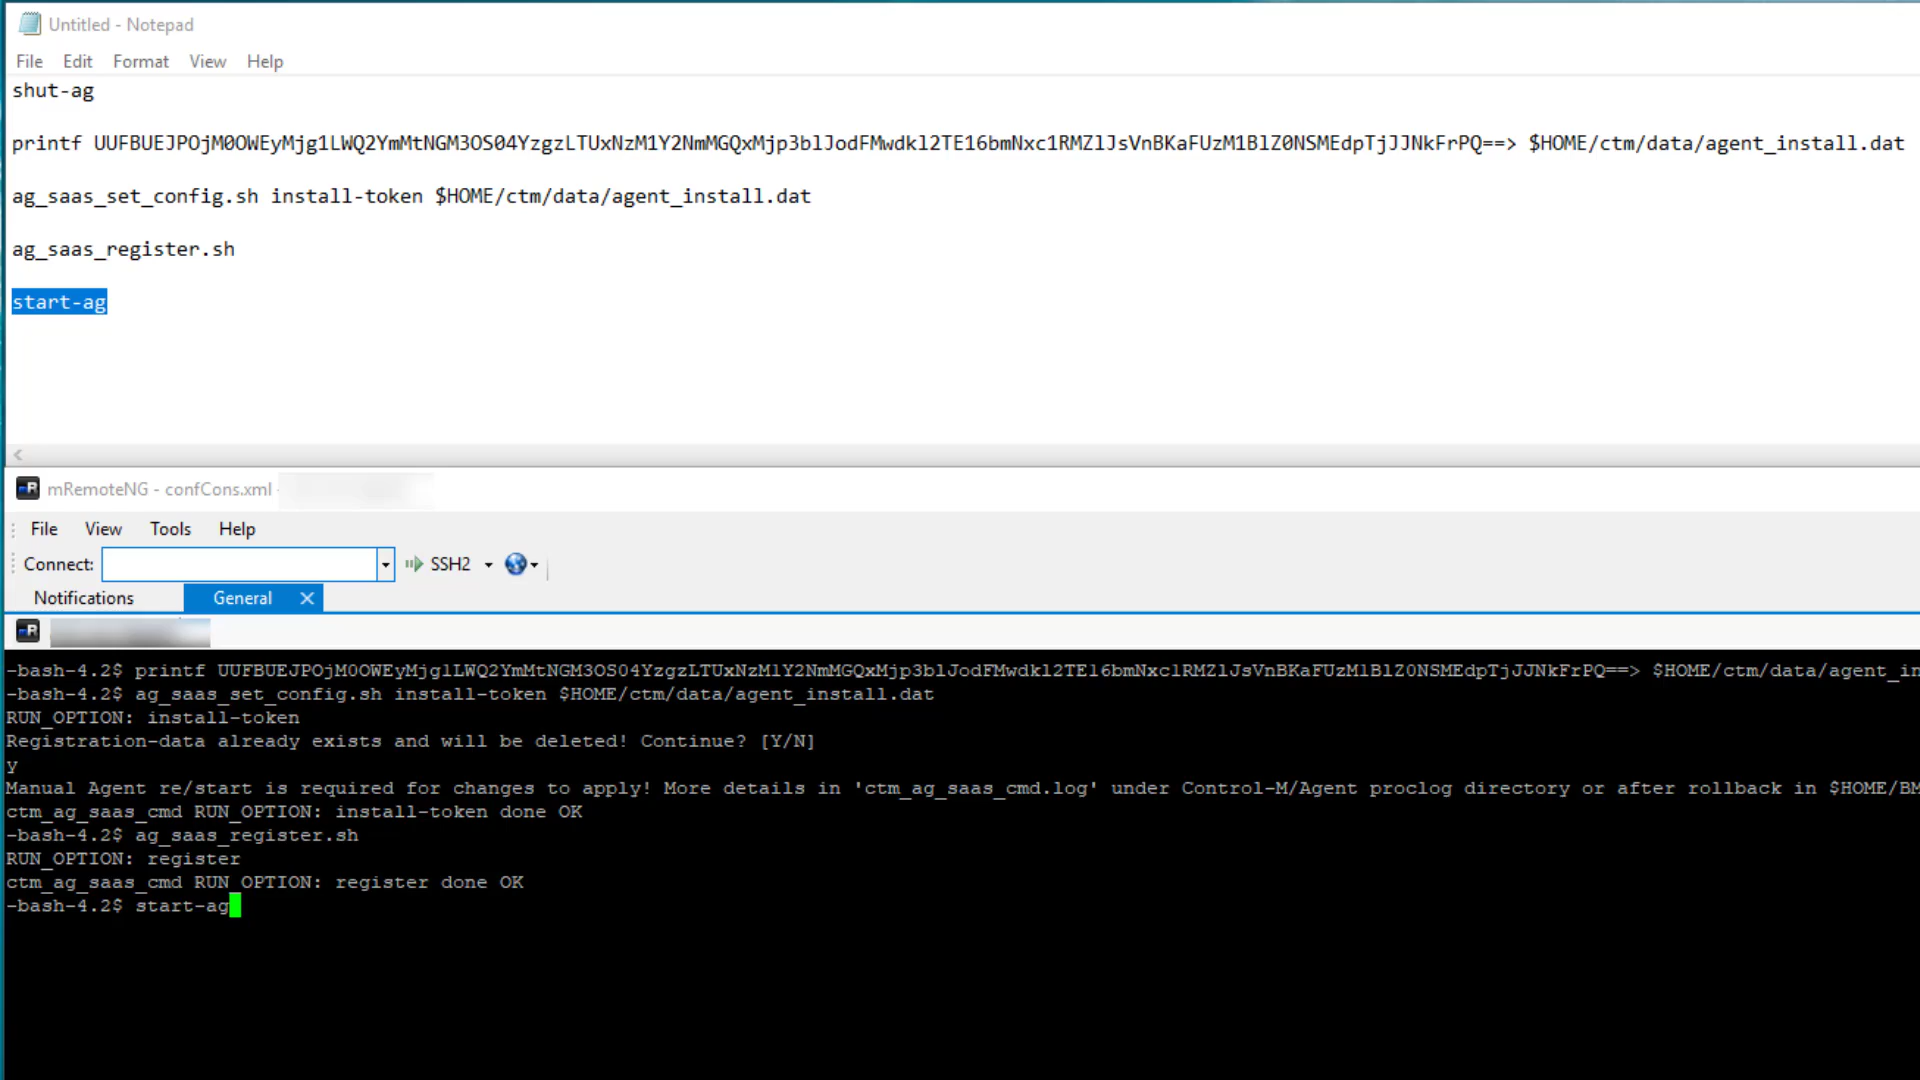 Untitled - Notepad
File Edit Format View Help
shut-ag
printf UUFBUEJPOjM0OWEyMjg1LWQ2YmMtNGM3OS04YzgzLTUxNzM1Y2NmMGQxMjp3blJodFMwdkl2TE16bmNxc1RMZlJsVnBKaFUzM1BlZ0NSMEdpTjJJNkFrPQ==> $HOME/ctm/data/agent_install.dat
ag_saas_set_config.sh install-token $HOME/ctm/data/agent_install.dat
ag_saas_register.sh
start-ag
mRemoteNG - confCons.xml -
File View Tools Help
Connect: SSH2
Notifications General
-bash-4.2$ printf UUFBUEJPOjM0OWEyMjg1LWQ2YmMtNGM3OS04YzgzLTUxNzM1Y2NmMGQxMjp3blJodFMwdkl2TE16bmNxc1RMZlJsVnBKaFUzM1BlZ0NSMEdpTjJJNkFrPQ==> $HOME/ctm/data/agent_in
-bash-4.2$ ag_saas_set_config.sh install-token $HOME/ctm/data/agent_install.dat
RUN_OPTION: install-token
Registration-data already exists and will be deleted! Continue? [Y/N]
y
Manual Agent re/start is required for changes to apply! More details in 'ctm_ag_saas_cmd.log' under Control-M/Agent proclog directory or after rollback in $HOME/BM
ctm_ag_saas_cmd RUN_OPTION: install-token done OK
-bash-4.2$ ag_saas_register.sh
RUN_OPTION: register
ctm_ag_saas_cmd RUN_OPTION: register done OK
-bash-4.2$ start-ag